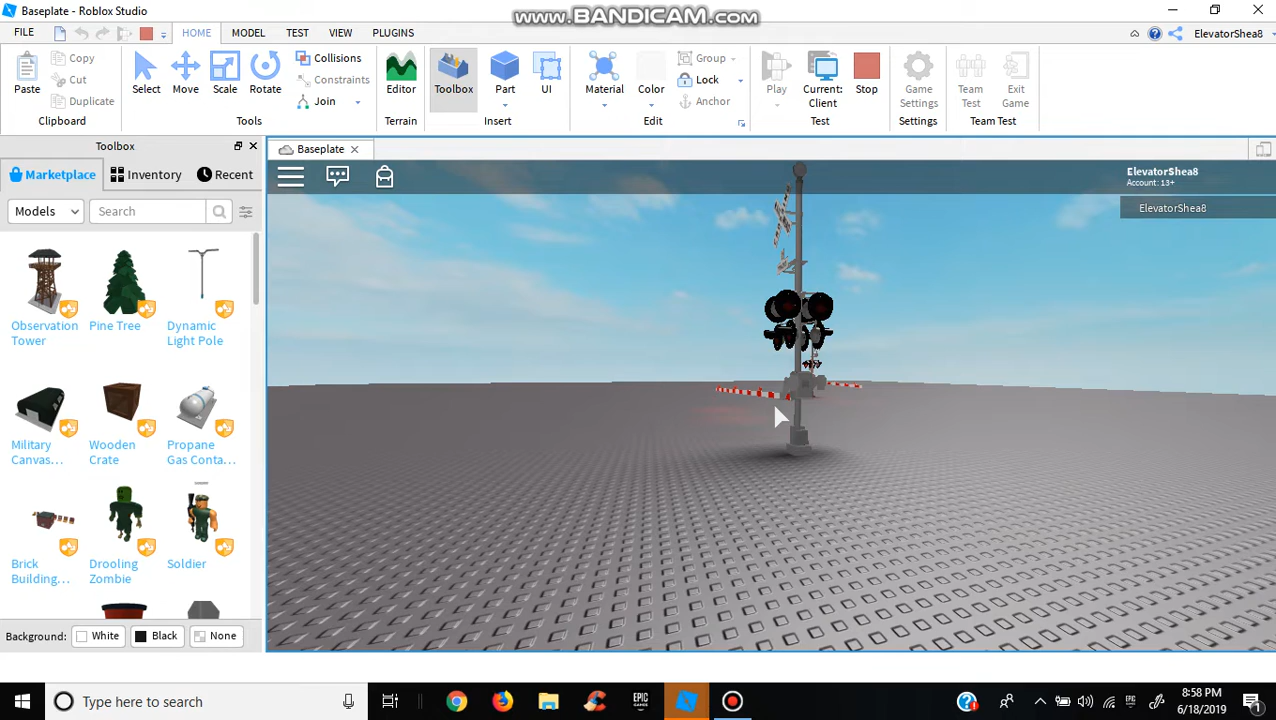 Baseplate - Roblox Studio
www.BANDICAM.com
FILE HOME MODEL TEST VIEW PLUGINS
ElevatorShea8
Paste
Copy
Cut
Duplicate
Clipboard
Select
Move
Scale
Rotate
Collisions
Constraints
Join
Tools
Editor
Terrain
Toolbox
Part
UI
Insert
Material
Color
Group
Lock
Anchor
Edit
Play
Current:
Client
Stop
Test
Game
Settings
Settings
Team
Test
Exit
Game
Team Test
Toolbox
Marketplace Inventory Recent
Models Search
Observation
Tower
Pine Tree
Dynamic
Light Pole
Military
Canvas...
Wooden
Crate
Propane
Gas Conta...
Brick
Building...
Drooling
Zombie
Soldier
Background: White Black None
Baseplate
ElevatorShea8
Account: 13+
ElevatorShea8
Type here to search
EPIC
GAMES
8:58 PM
6/18/2019
1